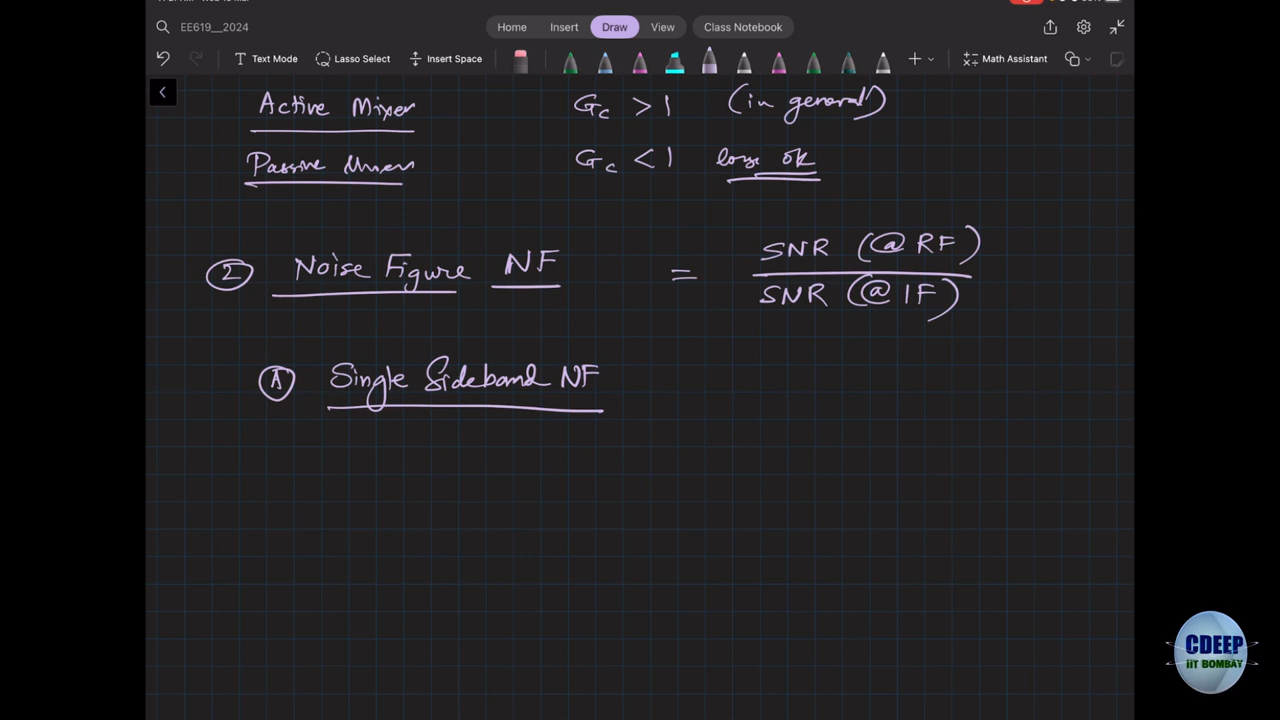 EE619__2024
Home Insert Draw View Class Notebook
Text Mode Lasso Select Insert Space Math Assistant
Active Mixer Gc > 1 (in general)
Passive Mixer Gc < 1 loss ok
② Noise Figure NF = SNR (@ RF)
SNR (@ IF)
Ⓐ Single Sideband NF
CDEEP
IIT BOMBAY